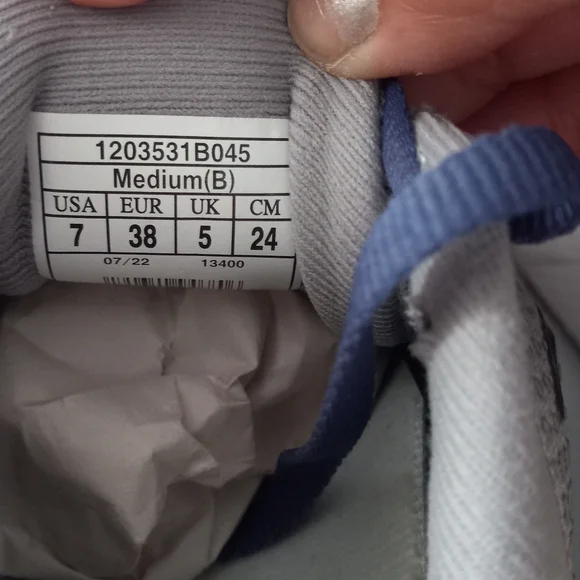 1203531B045
Medium(B)
USA EUR UK CM
7 38 5 24
07/22 13400